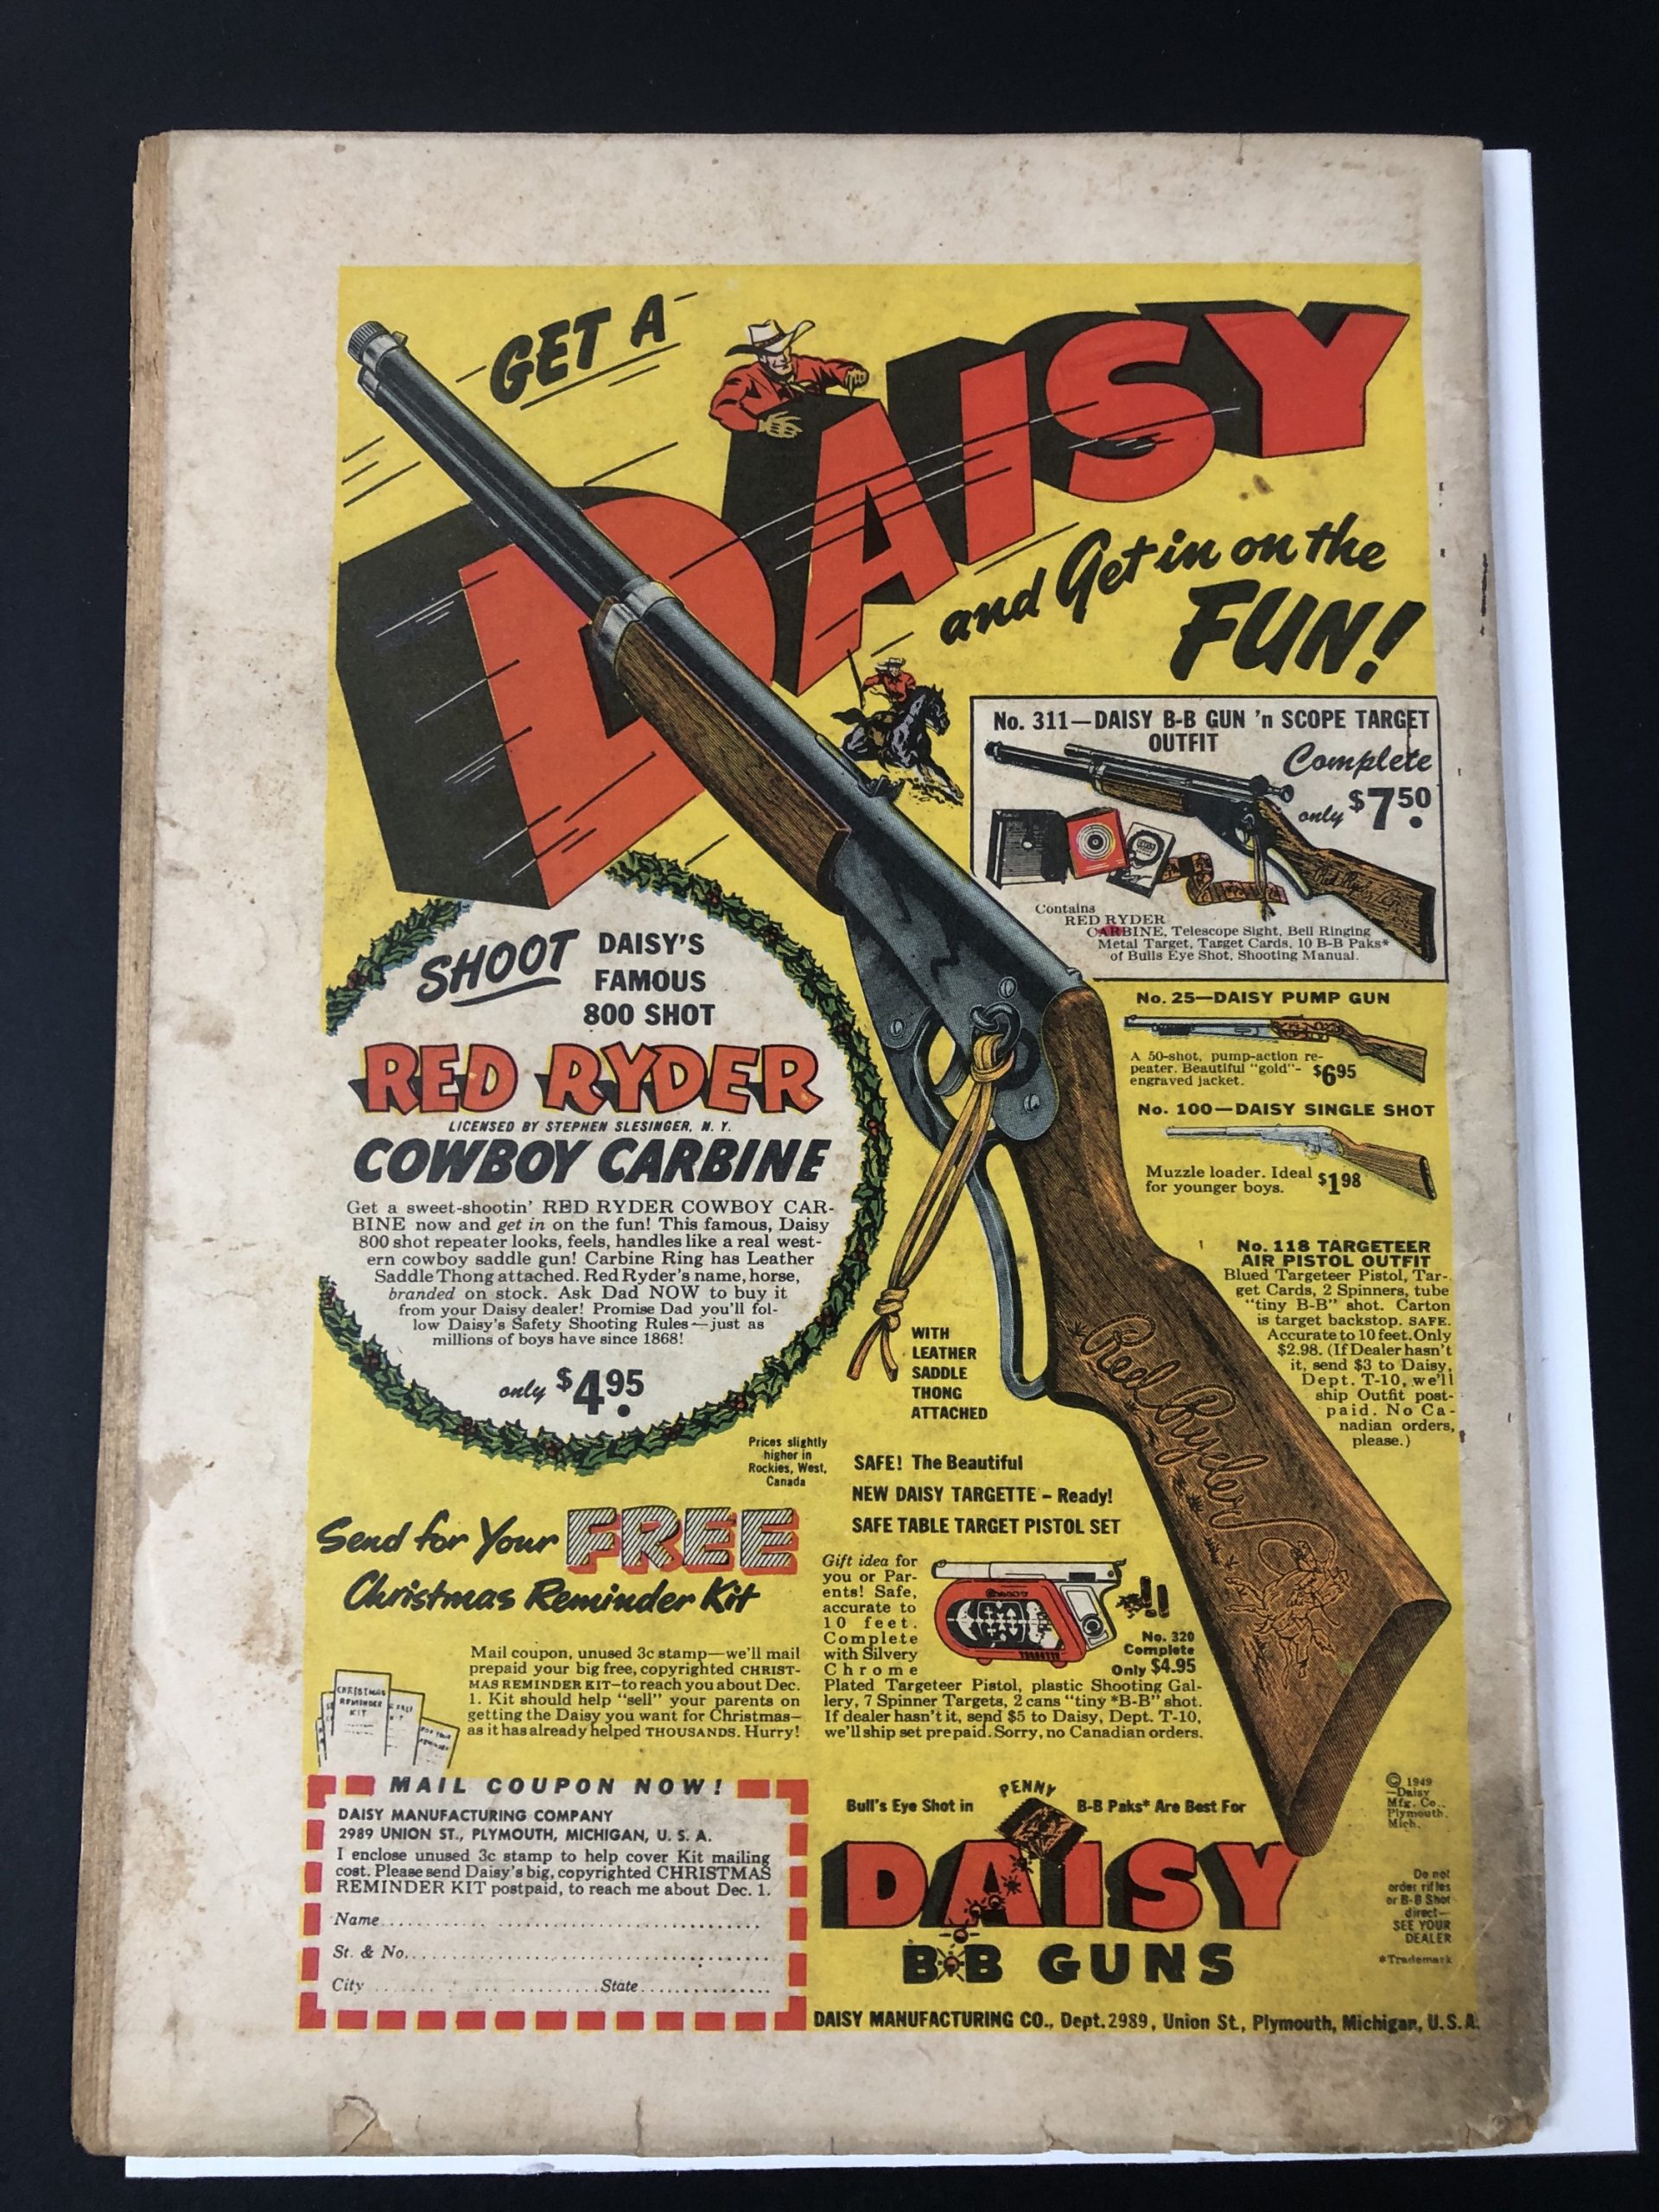 GET A
DAISY
and Get in on the
FUN!
No. 311—DAISY B-B GUN 'n SCOPE TARGET
OUTFIT
Complete
only $7.50
Red Ryder
Contains
RED RYDER
CARBINE, Telescope Sight, Bell Ringing
Metal Target, Target Cards, 10 B-B Paks*
of Bulls Eye Shot, Shooting Manual.
SHOOT DAISY'S
FAMOUS
800 SHOT
RED RYDER
LICENSED BY STEPHEN SLESINGER, N. Y.
COWBOY CARBINE
Get a sweet-shootin' RED RYDER COWBOY CAR-
BINE now and get in on the fun! This famous, Daisy
800 shot repeater looks, feels, handles like a real west-
ern cowboy saddle gun! Carbine Ring has Leather
Saddle Thong attached. Red Ryder's name, horse,
branded on stock. Ask Dad NOW to buy it
from your Daisy dealer! Promise Dad you'll fol-
low Daisy's Safety Shooting Rules—just as
millions of boys have since 1868!
only $4.95
Prices slightly
higher in
Rockies, West,
Canada
No. 25—DAISY PUMP GUN
A 50-shot, pump-action re-
peater. Beautiful "gold"-
engraved jacket. $695
No. 100—DAISY SINGLE SHOT
Muzzle loader. Ideal
for younger boys. $198
No. 118 TARGETEER
AIR PISTOL OUTFIT
Blued Targeteer Pistol, Tar-
get Cards, 2 Spinners, tube
"tiny B-B" shot. Carton
is target backstop. SAFE.
Accurate to 10 feet. Only
$2.98. (If Dealer hasn't
it, send $3 to Daisy,
Dept. T-10, we'll
ship Outfit post-
paid. No Ca-
nadian orders,
please.)
WITH
LEATHER
SADDLE
THONG
ATTACHED
Red Ryder
SAFE! The Beautiful
NEW DAISY TARGETTE – Ready!
SAFE TABLE TARGET PISTOL SET
Gift idea for
you or Par-
ents! Safe,
accurate to
10 feet.
Complete
with Silvery
Chrome
Plated Targeteer Pistol, plastic Shooting Gal-
lery, 7 Spinner Targets, 2 cans "tiny *B-B" shot.
If dealer hasn't it, send $5 to Daisy, Dept. T-10,
we'll ship set prepaid. Sorry, no Canadian orders.
No. 320
Complete
Only $4.95
Send for Your FREE
Christmas Reminder Kit
Mail coupon, unused 3c stamp—we'll mail
prepaid your big free, copyrighted CHRIST-
MAS REMINDER KIT—to reach you about Dec.
1. Kit should help "sell" your parents on
getting the Daisy you want for Christmas—
as it has already helped THOUSANDS. Hurry!
CHRISTMAS
REMINDER
KIT
MAIL COUPON NOW!
DAISY MANUFACTURING COMPANY
2989 UNION ST., PLYMOUTH, MICHIGAN, U. S. A.
I enclose unused 3c stamp to help cover Kit mailing
cost. Please send Daisy's big, copyrighted CHRISTMAS
REMINDER KIT postpaid, to reach me about Dec. 1.
Name
St. & No.
City State
Bull's Eye Shot in PENNY B-B Paks* Are Best For
DAISY
B•B GUNS
DAISY MANUFACTURING CO., Dept. 2989, Union St., Plymouth, Michigan, U.S.A.
© 1949
—Daisy
Mfg. Co.,
Plymouth,
Mich.
Do not
order rifles
or B-B Shot
direct—
SEE YOUR
DEALER
*Trademark